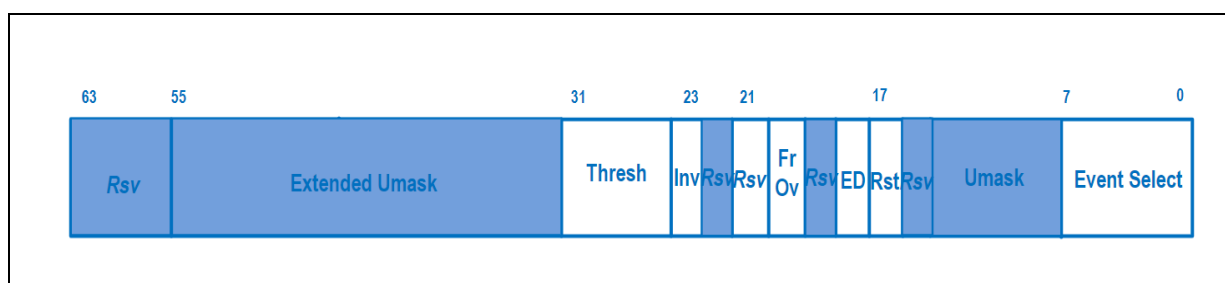 63 55 31 23 21 17 7 0
Rsv Extended Umask Thresh Inv Rsv Rsv Fr Ov Rsv ED Rst Rsv Umask Event Select